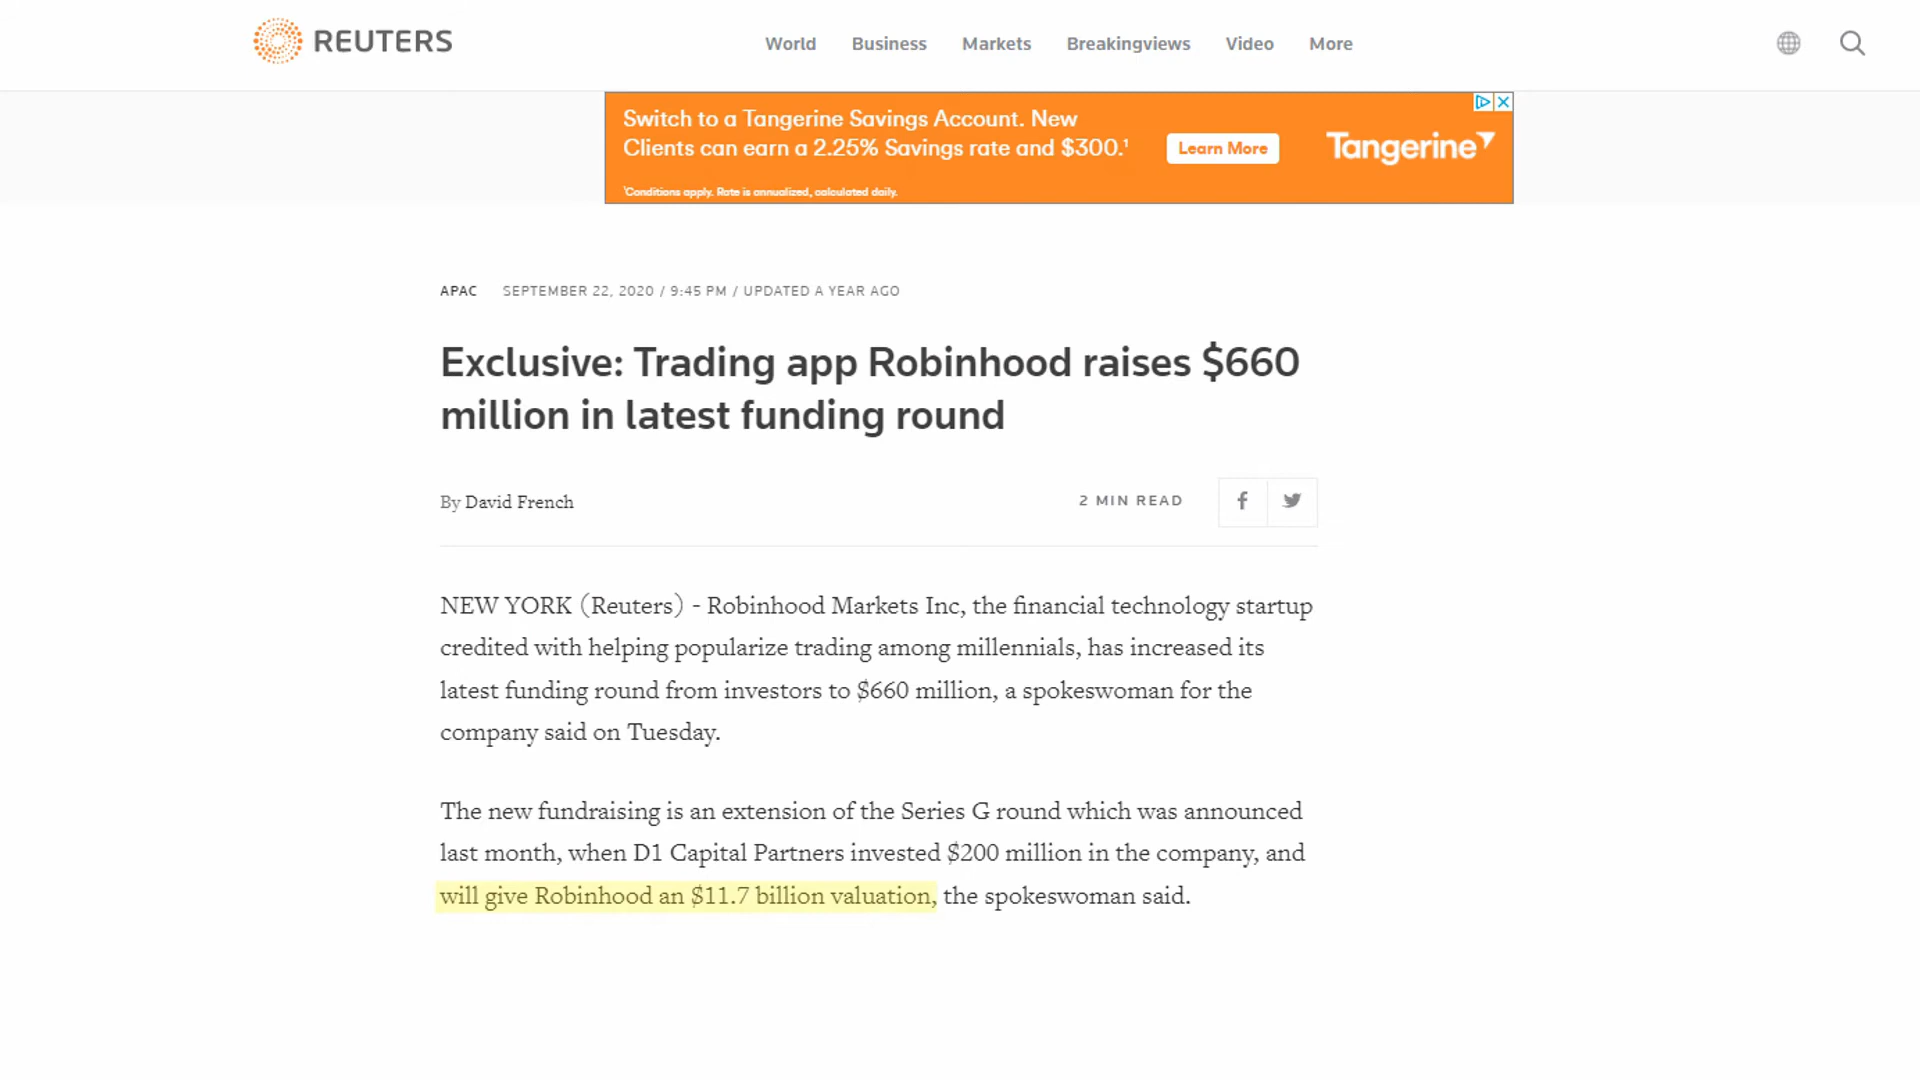 REUTERS
World Business Markets Breakingviews Video More
Switch to a Tangerine Savings Account. New
Clients can earn a 2.25% Savings rate and $300.¹
Learn More
Tangerine
¹Conditions apply. Rate is annualized, calculated daily.
APAC SEPTEMBER 22, 2020 / 9:45 PM / UPDATED A YEAR AGO
Exclusive: Trading app Robinhood raises $660
million in latest funding round
By David French
2 MIN READ
NEW YORK (Reuters) - Robinhood Markets Inc, the financial technology startup
credited with helping popularize trading among millennials, has increased its
latest funding round from investors to $660 million, a spokeswoman for the
company said on Tuesday.
The new fundraising is an extension of the Series G round which was announced
last month, when D1 Capital Partners invested $200 million in the company, and
will give Robinhood an $11.7 billion valuation, the spokeswoman said.